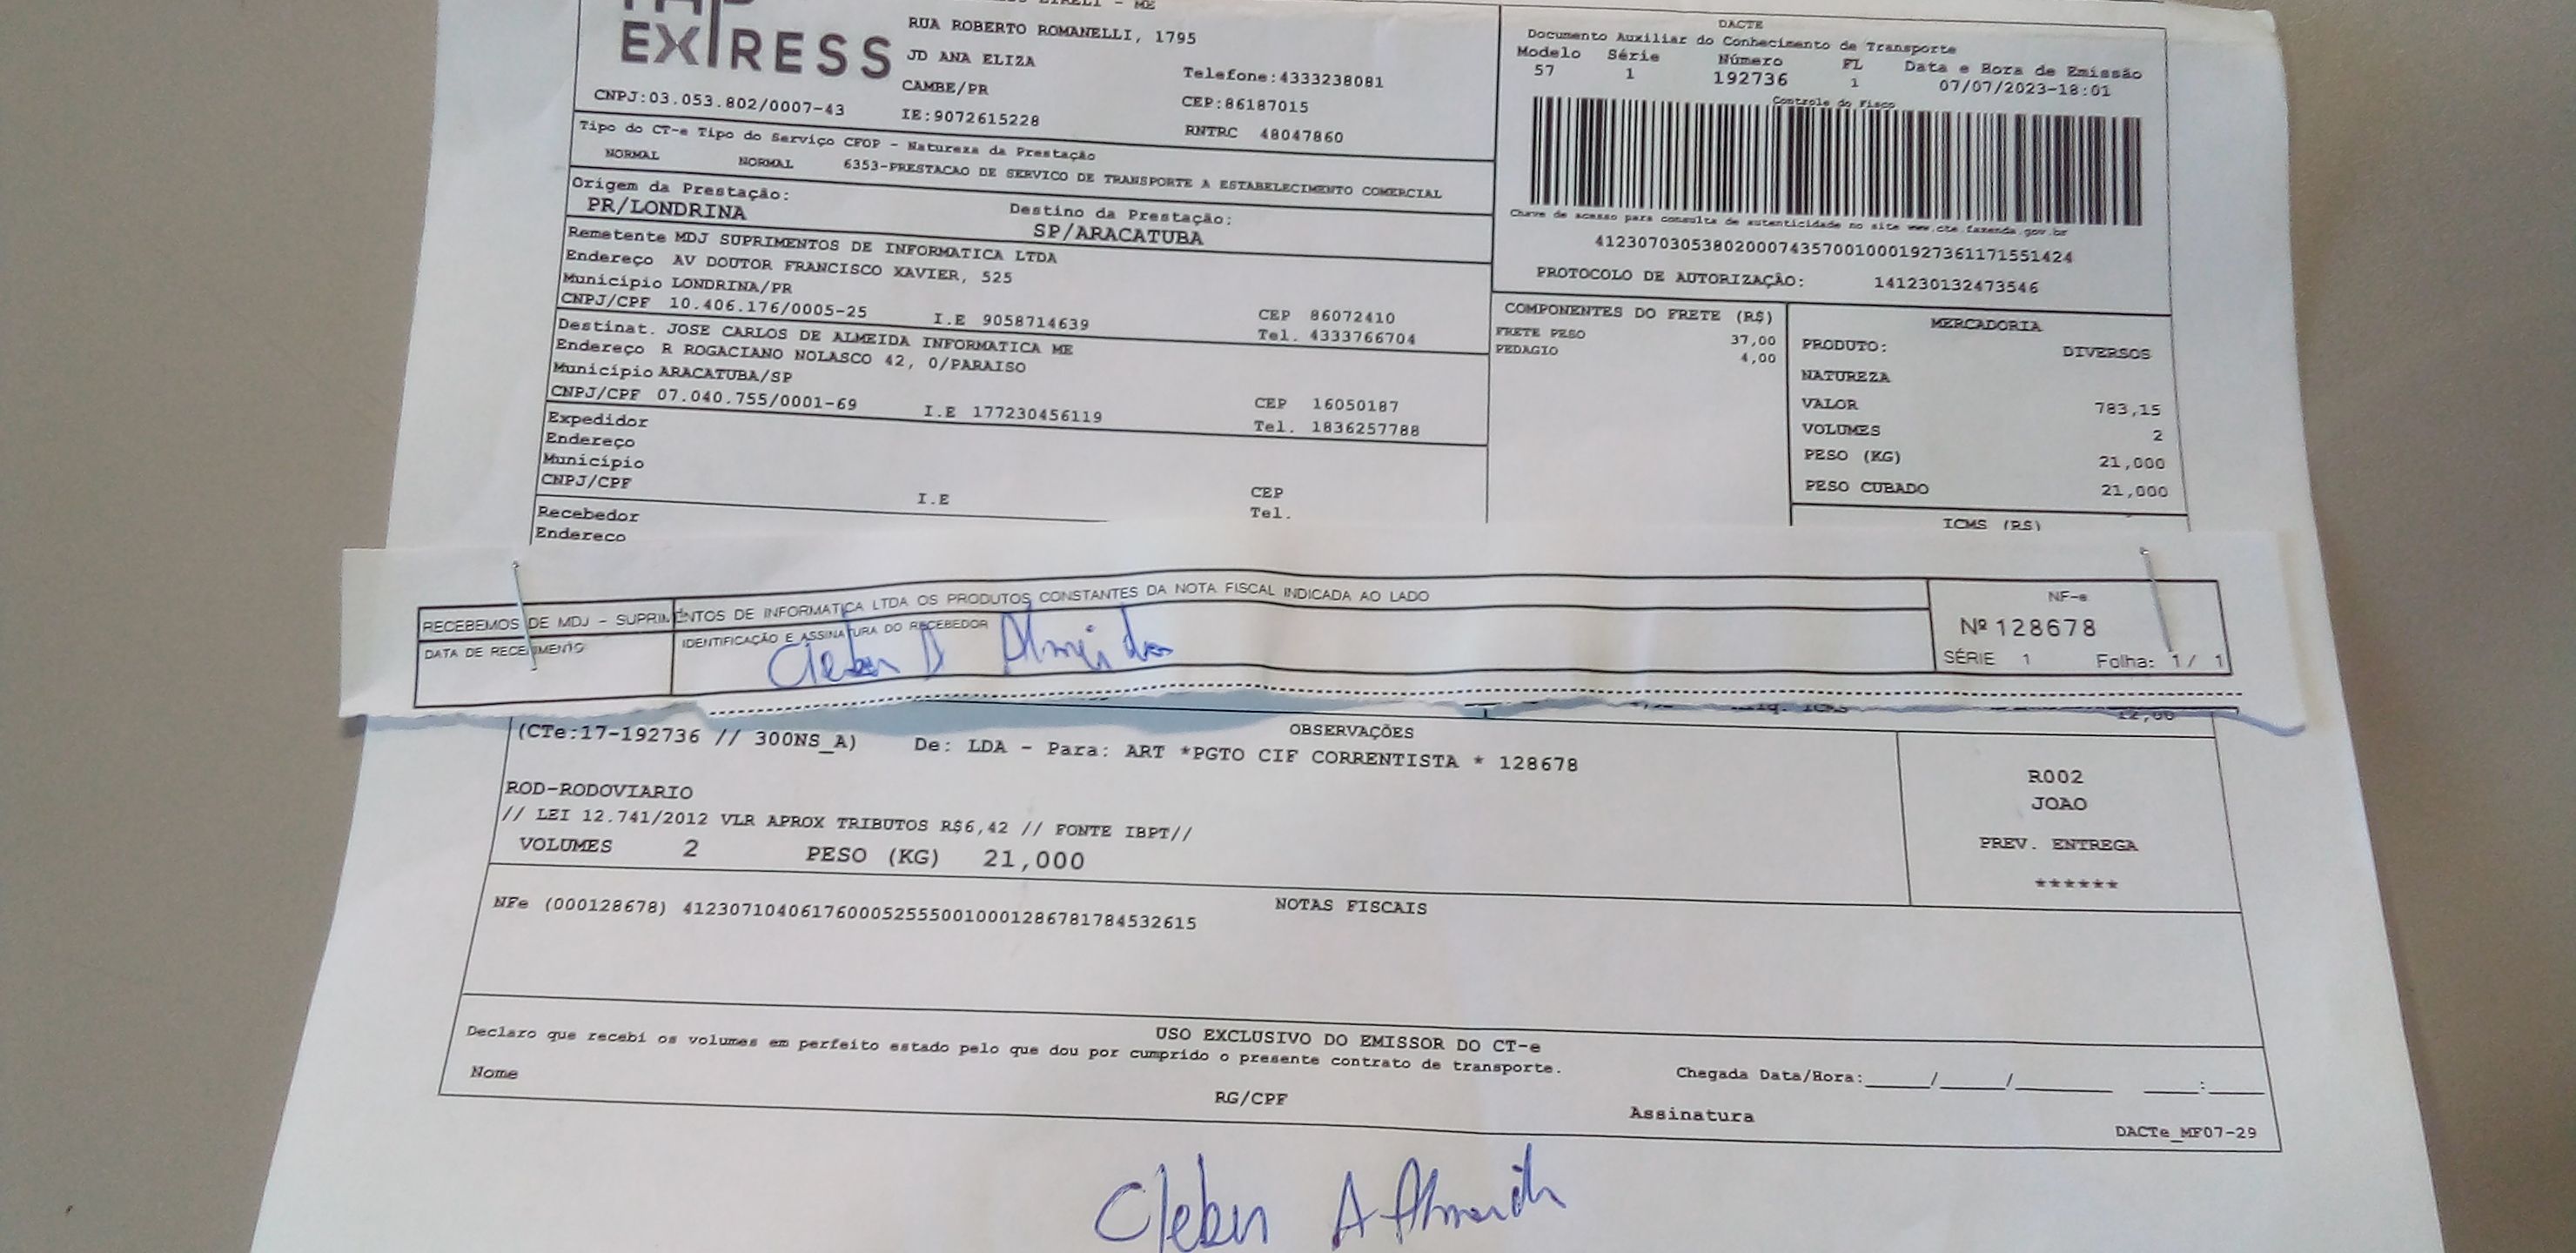 EXPRESS
RUA ROBERTO ROMANELLI, 1795
JD ANA ELIZA
CAMBE/PR
Telefone:4333238081
CEP:86187015
CNPJ:03.053.802/0007-43
IE:9072615228
RNTRC 48047860
DACTE
Documento Auxiliar do Conhecimento de Transporte
Modelo Série Número FL Data e Hora de Emissão
57 1 192736 1 07/07/2023-18:01
Controle do Fisco
Chave de acesso para consulta de autenticidade no site www.cte.fazenda.gov.br
41230703053802000743570010001927361171551424
PROTOCOLO DE AUTORIZAÇÃO: 141230132473546
Tipo do CT-e Tipo do Serviço CFOP - Natureza da Prestação
NORMAL NORMAL 6353-PRESTACAO DE SERVICO DE TRANSPORTE A ESTABELECIMENTO COMERCIAL
Origem da Prestação: Destino da Prestação:
PR/LONDRINA SP/ARACATUBA
Remetente MDJ SUPRIMENTOS DE INFORMATICA LTDA
Endereço AV DOUTOR FRANCISCO XAVIER, 525
Município LONDRINA/PR CEP 86072410
CNPJ/CPF 10.406.176/0005-25 I.E 9058714639 Tel. 4333766704
Destinat. JOSE CARLOS DE ALMEIDA INFORMATICA ME
Endereço R ROGACIANO NOLASCO 42, 0/PARAISO
Município ARACATUBA/SP CEP 16050187
CNPJ/CPF 07.040.755/0001-69 I.E 177230456119 Tel. 1836257788
Expedidor
Endereço
Município CEP
CNPJ/CPF I.E Tel.
Recebedor
Endereco
COMPONENTES DO FRETE (R$)
FRETE PESO 37,00
PEDAGIO 4,00
MERCADORIA
PRODUTO: DIVERSOS
NATUREZA
VALOR 783,15
VOLUMES 2
PESO (KG) 21,000
PESO CUBADO 21,000
ICMS (R$)
RECEBEMOS DE MDJ - SUPRIMENTOS DE INFORMATICA LTDA OS PRODUTOS CONSTANTES DA NOTA FISCAL INDICADA AO LADO
DATA DE RECEBIMENTO
IDENTIFICAÇÃO E ASSINATURA DO RECEBEDOR
Cleber D Almeida
NF-e
Nº 128678
SÉRIE 1 Folha: 1/ 1
12,00
OBSERVAÇÕES
(CTe:17-192736 // 300NS_A) De: LDA - Para: ART *PGTO CIF CORRENTISTA * 128678
ROD-RODOVIARIO
// LEI 12.741/2012 VLR APROX TRIBUTOS R$6,42 // FONTE IBPT//
VOLUMES 2 PESO (KG) 21,000
R002
JOAO
PREV. ENTREGA
******
NOTAS FISCAIS
NFe (000128678) 41230710406176000525550010001286781784532615
USO EXCLUSIVO DO EMISSOR DO CT-e
Declaro que recebi os volumes em perfeito estado pelo que dou por cumprido o presente contrato de transporte.
Nome RG/CPF Assinatura
Chegada Data/Hora:_____/_____/_______ ____:____
DACTe_MF07-29
Cleber A Almeida